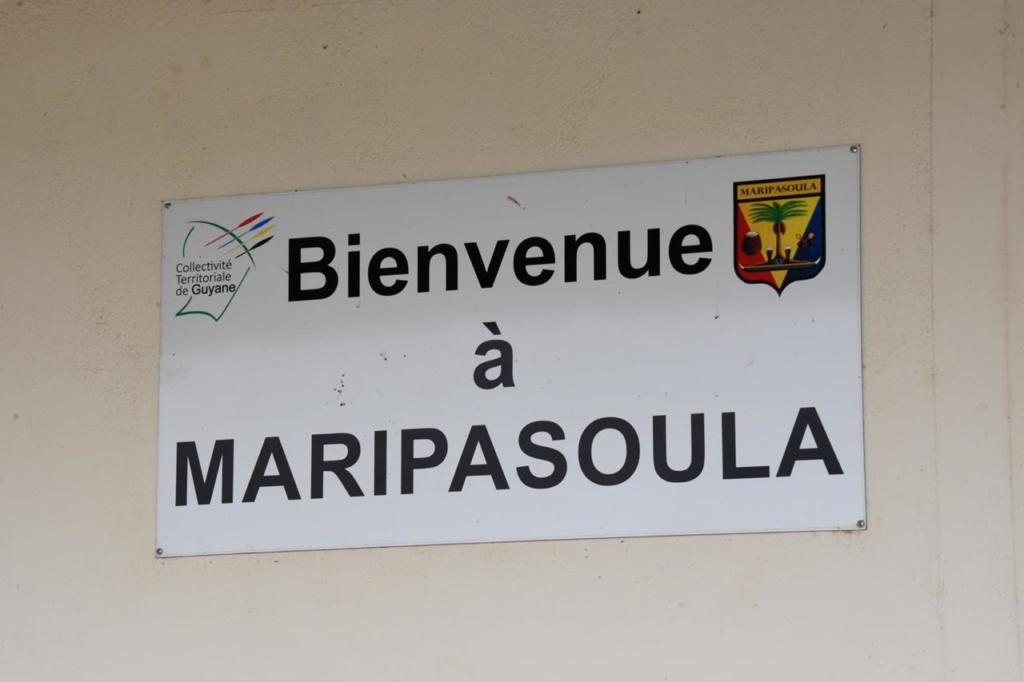 Collectivité
Territoriale
de Guyane
Bienvenue
MARIPASOULA
à
MARIPASOULA